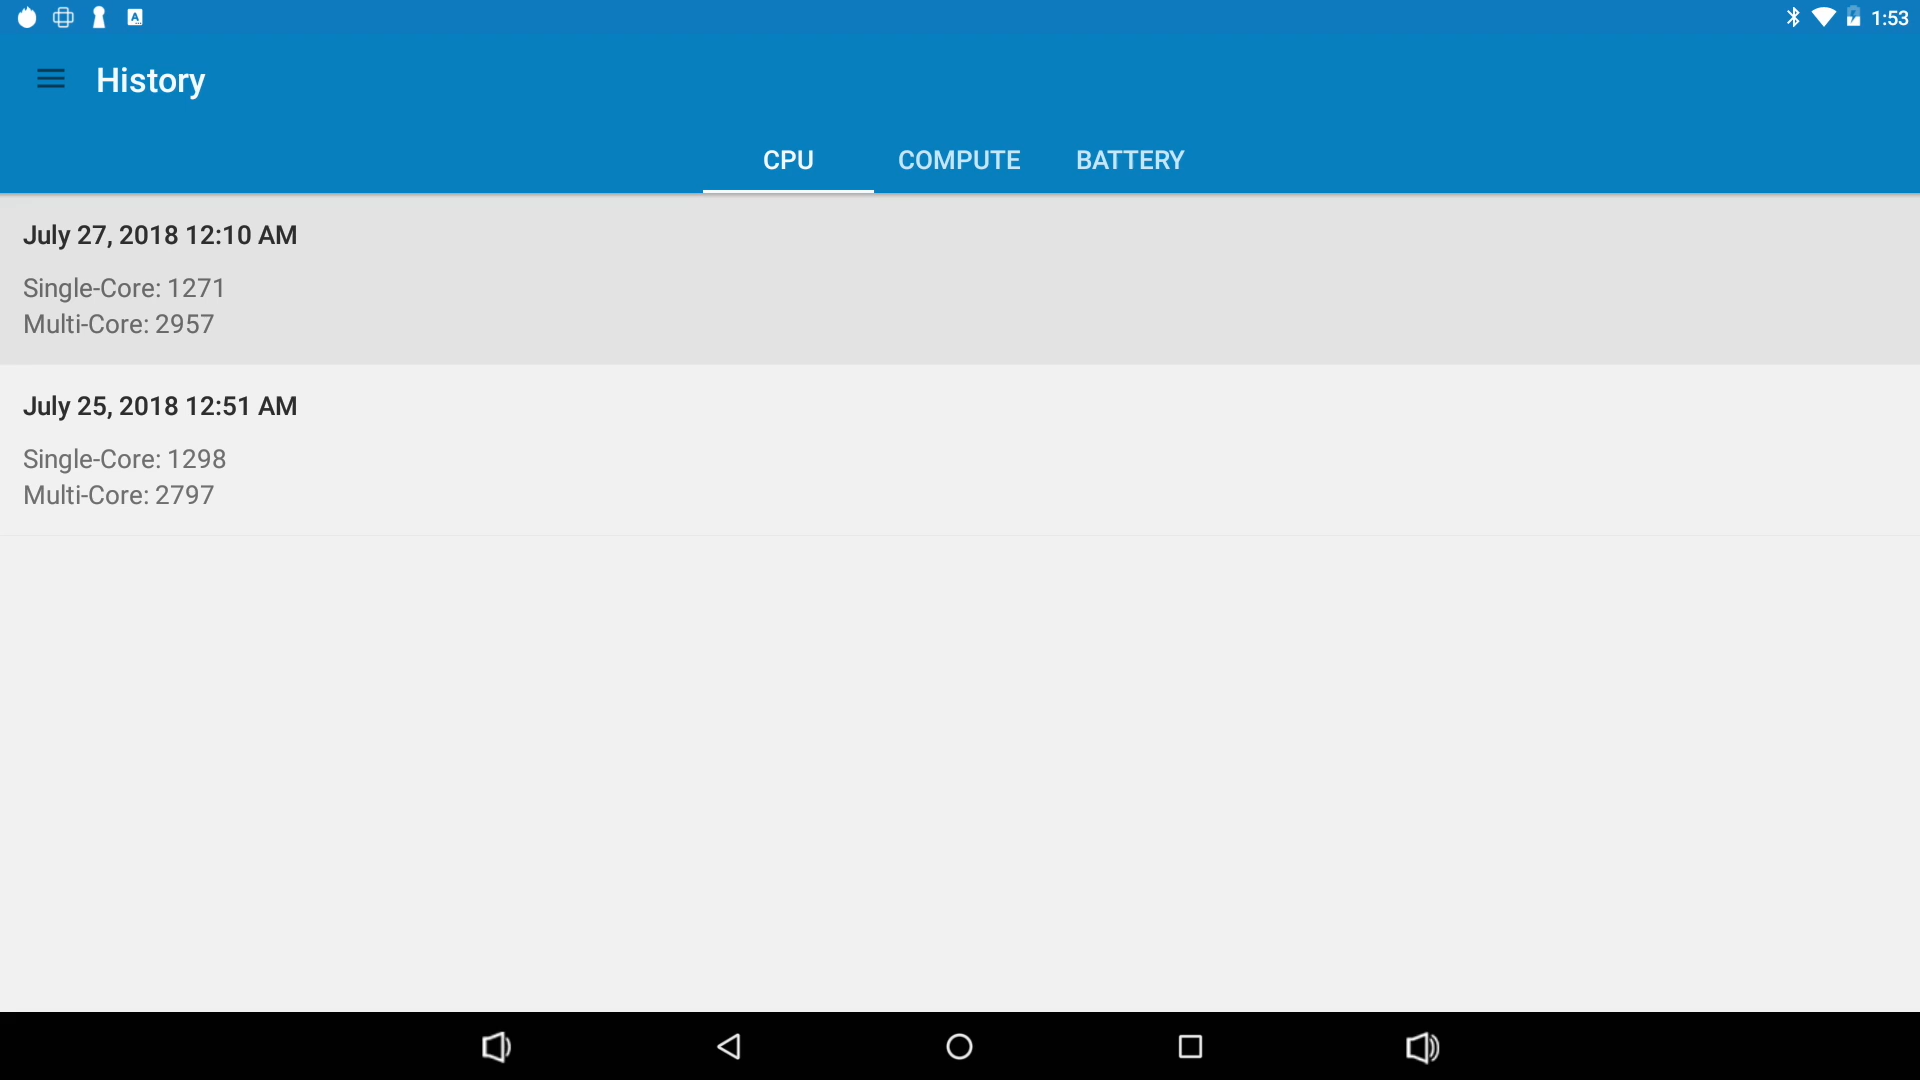 1:53
History
CPU COMPUTE BATTERY
July 27, 2018 12:10 AM
Single-Core: 1271
Multi-Core: 2957
July 25, 2018 12:51 AM
Single-Core: 1298
Multi-Core: 2797